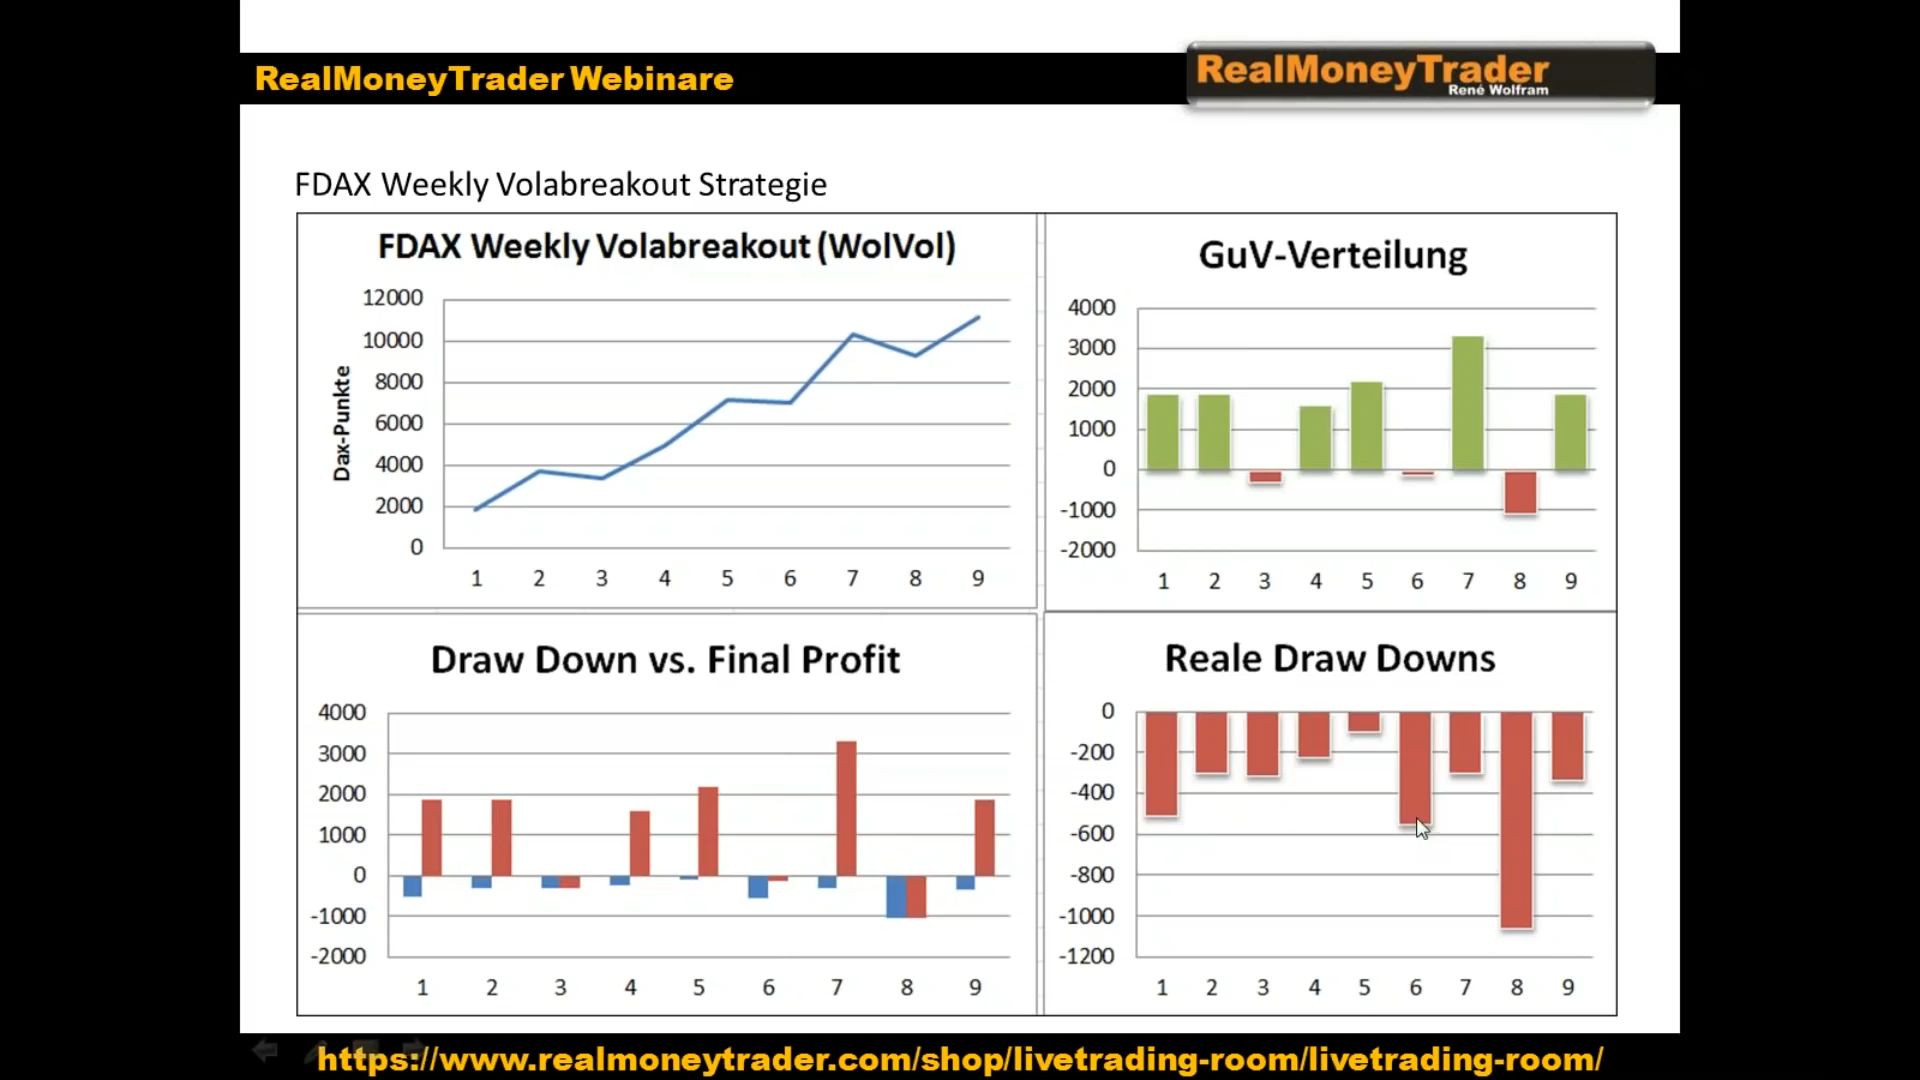 RealMoneyTrader Webinare
RealMoneyTrader
René Wolfram
FDAX Weekly Volabreakout Strategie
FDAX Weekly Volabreakout (WolVol)
Dax-Punkte
12000
10000
8000
6000
4000
2000
0
1 2 3 4 5 6 7 8 9
GuV-Verteilung
4000
3000
2000
1000
0
-1000
-2000
1 2 3 4 5 6 7 8 9
Draw Down vs. Final Profit
4000
3000
2000
1000
0
-1000
-2000
1 2 3 4 5 6 7 8 9
Reale Draw Downs
0
-200
-400
-600
-800
-1000
-1200
1 2 3 4 5 6 7 8 9
https://www.realmoneytrader.com/shop/livetrading-room/livetrading-room/